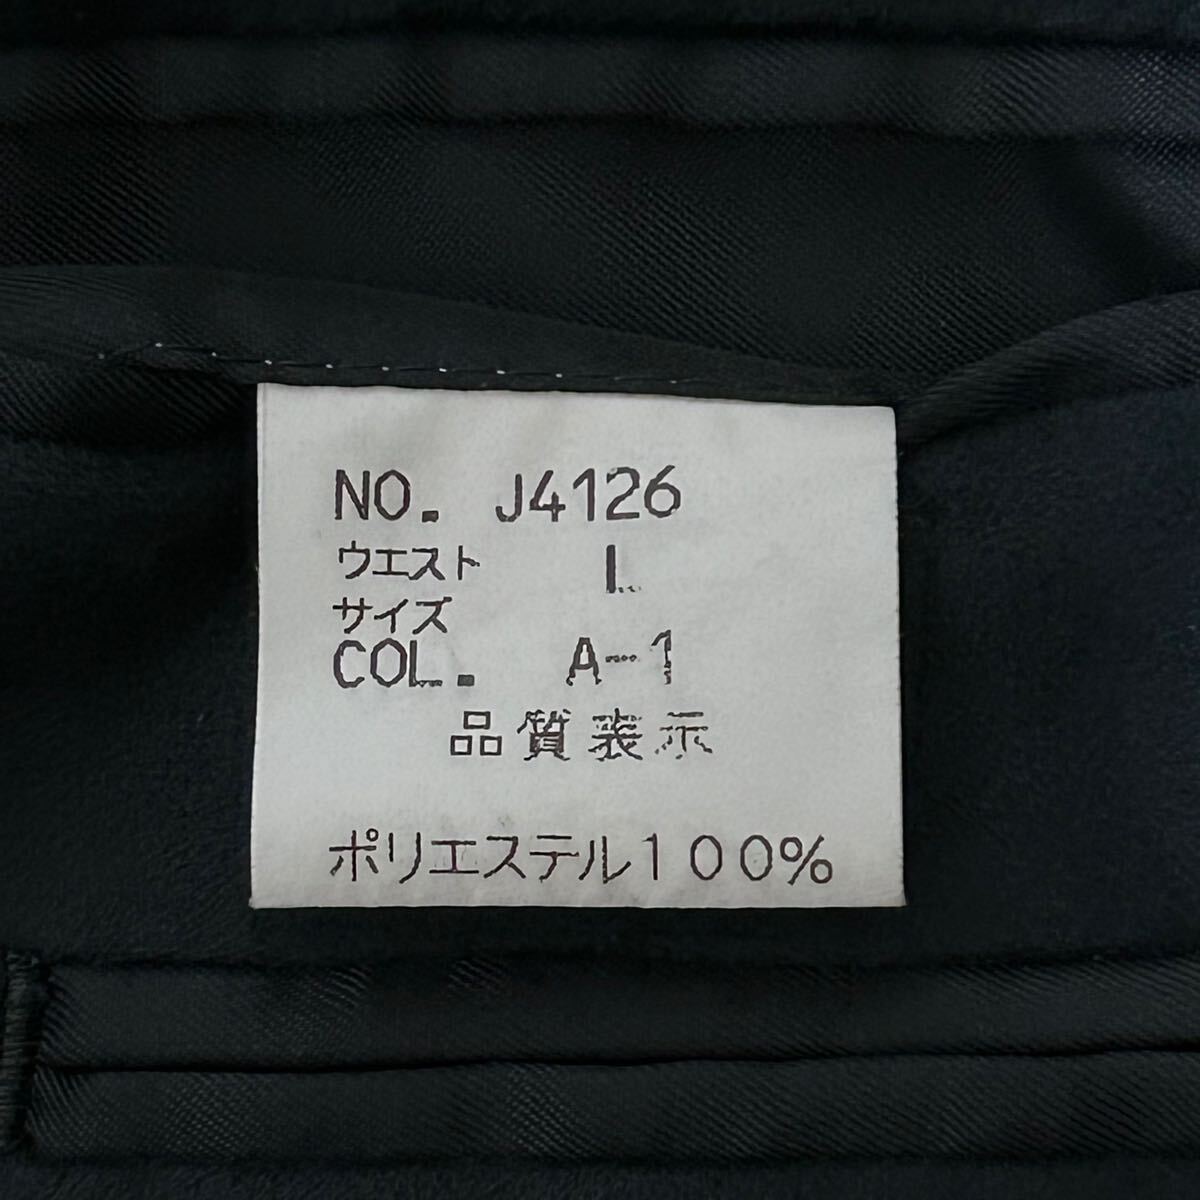 NO. J4126
ウエスト L
サイズ
COL. A-1
品質表示
ポリエステル100%